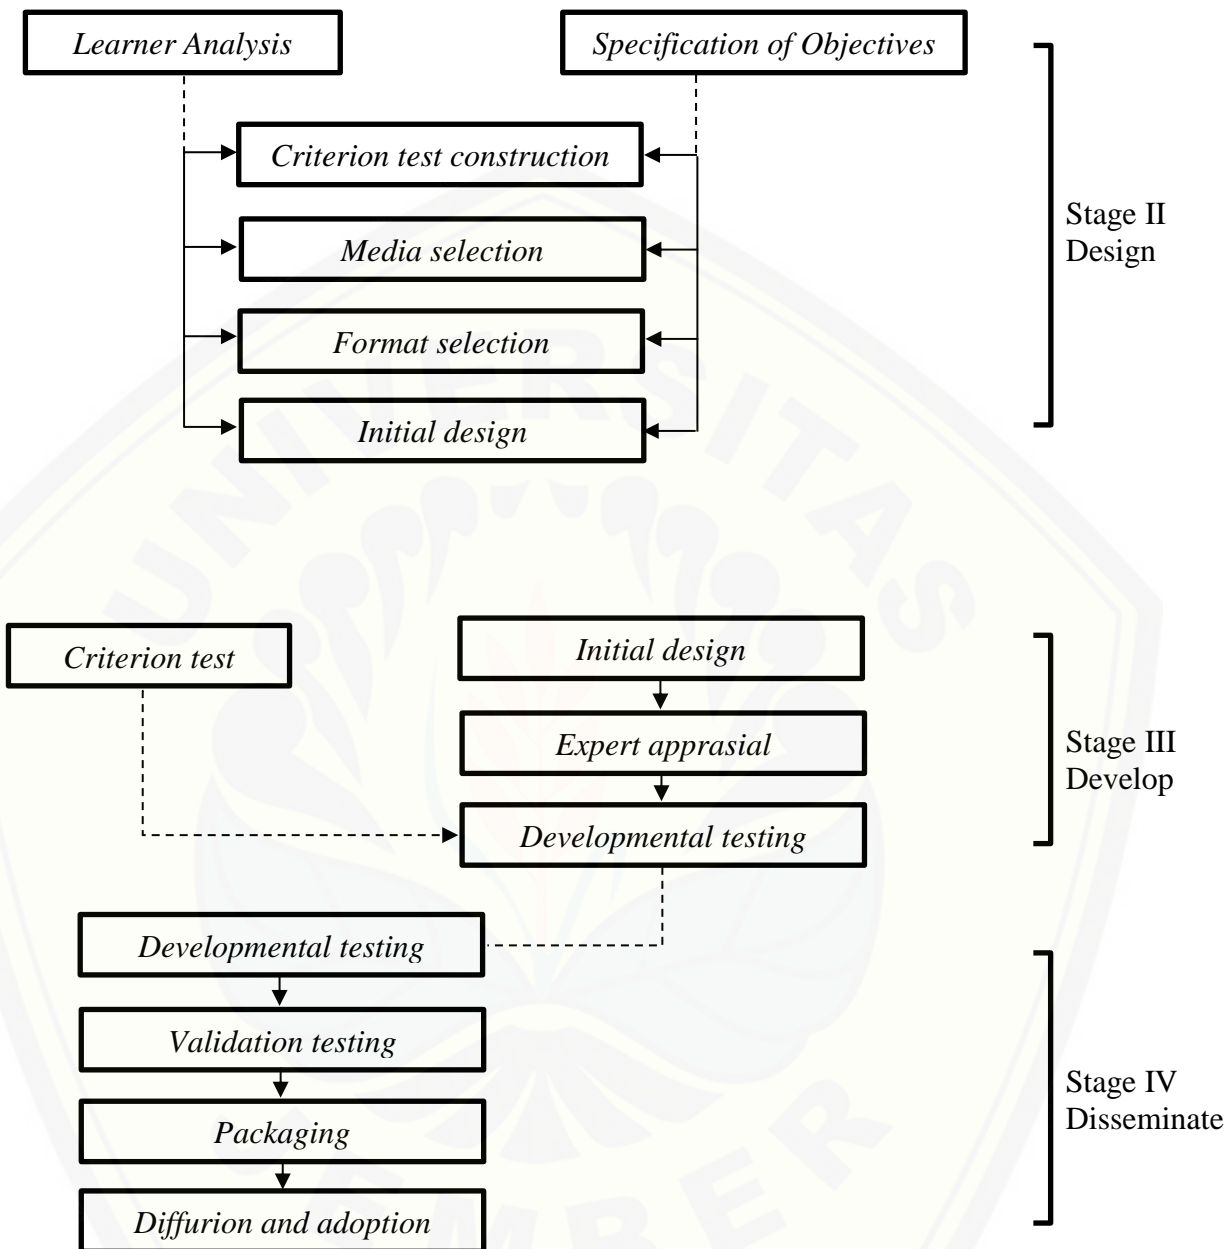 Learner Analysis
Specification of Objectives
Criterion test construction
Media selection
Format selection
Initial design
Stage II
Design
Criterion test
Initial design
Expert apprasial
Developmental testing
Stage III
Develop
Developmental testing
Validation testing
Packaging
Diffurion and adoption
Stage IV
Disseminate
UNIVERSITAS
JEMBER